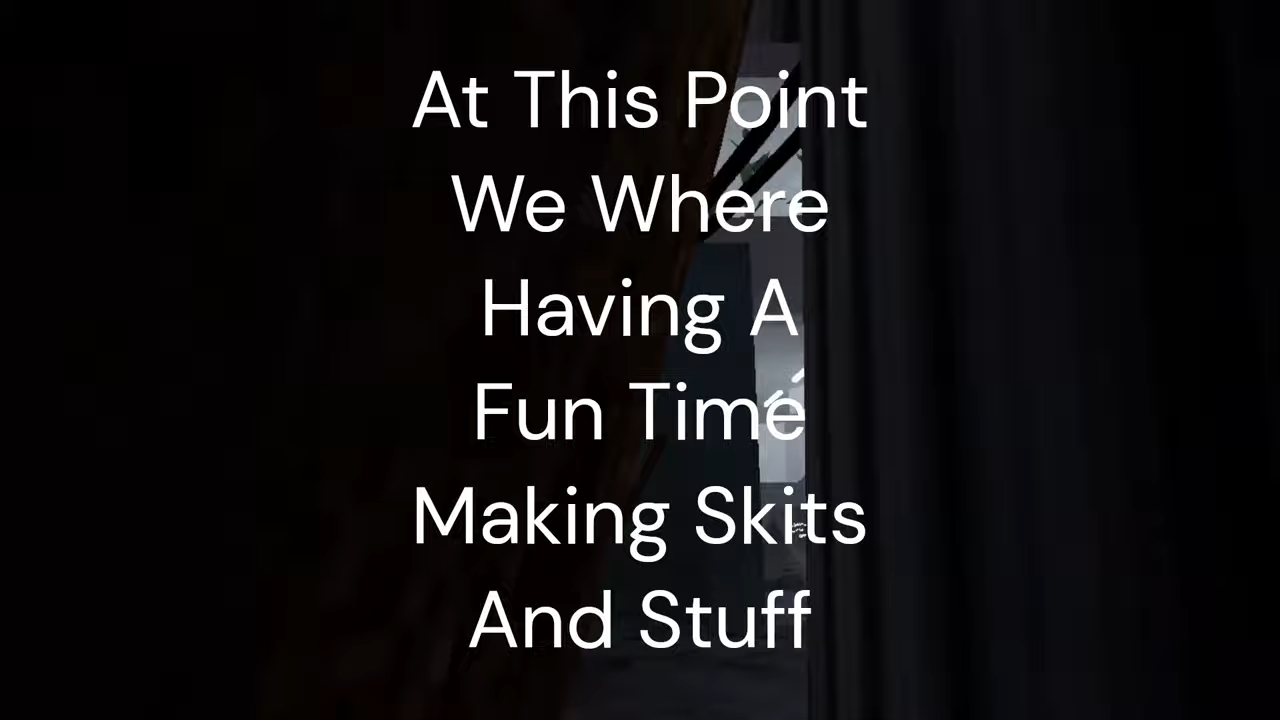 At This Point
We Where
Having A
Fun Time
Making Skits
And Stuff